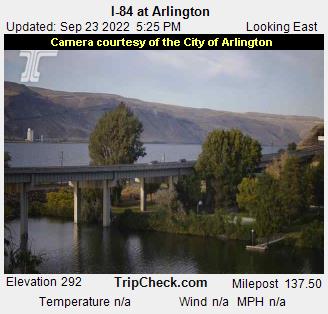 I-84 at Arlington
Updated: Sep 23 2022 5:25 PM Looking East
Camera courtesy of the City of Arlington
Elevation 292 TripCheck.com Milepost 137.50
Temperature n/a Wind n/a MPH n/a